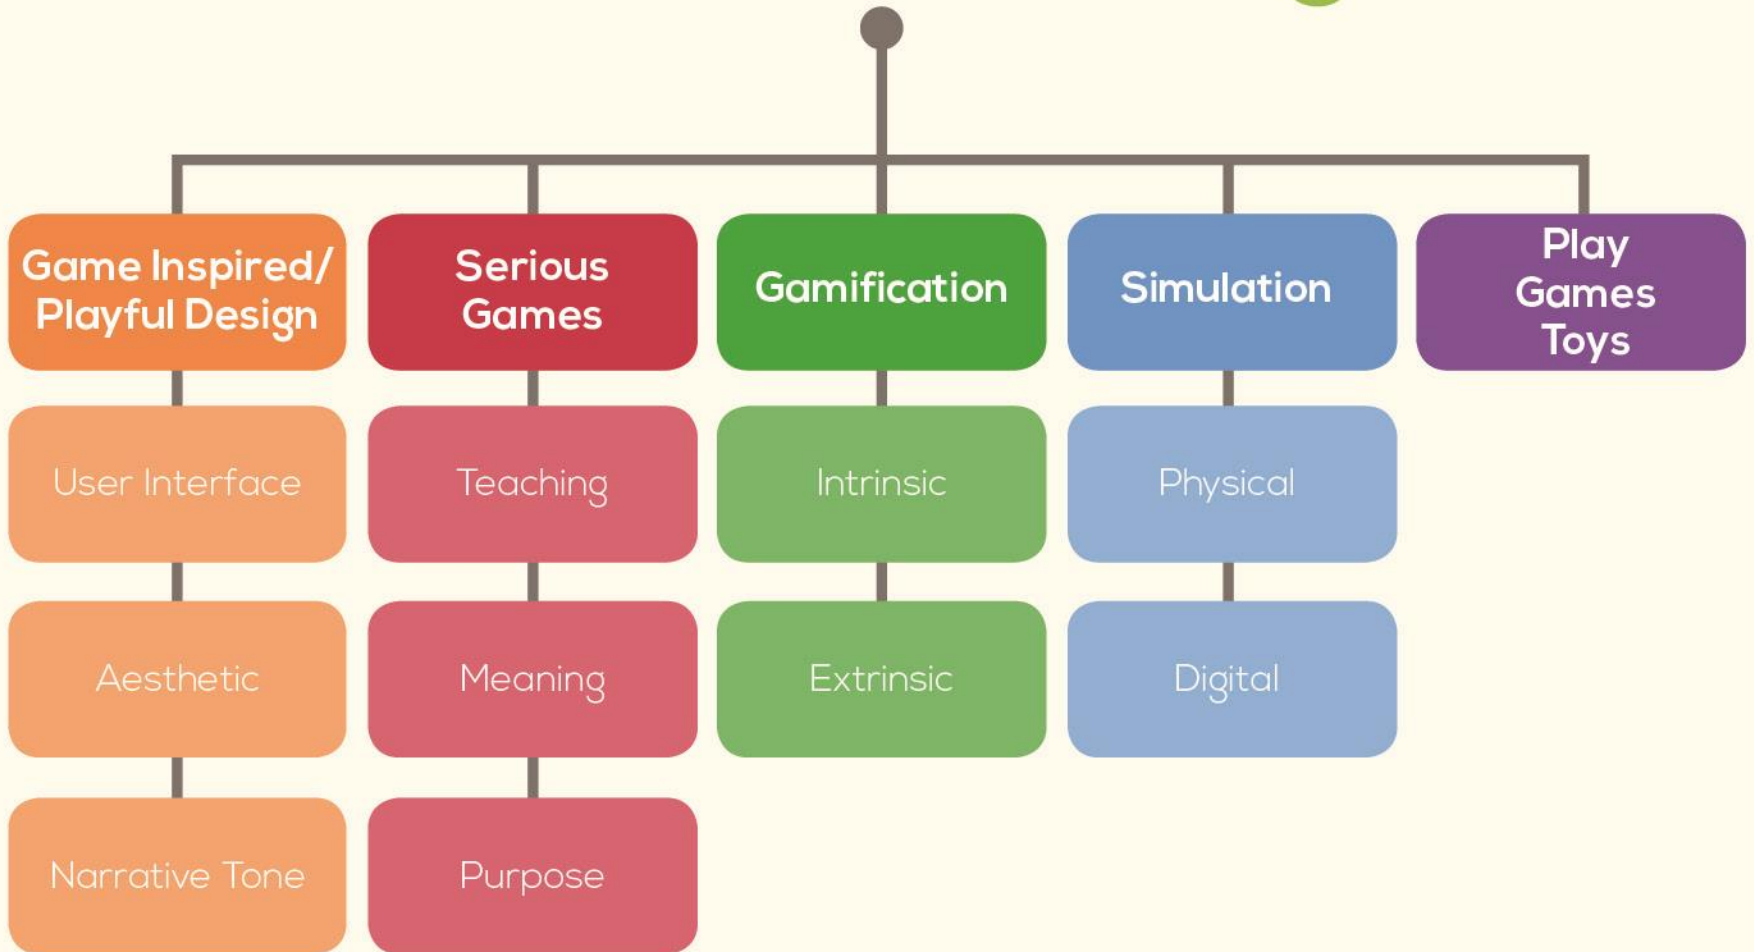 Game Inspired/
Playful Design
Serious
Games
Gamification
Simulation
Play
Games
Toys
User Interface
Teaching
Intrinsic
Physical
Aesthetic
Meaning
Extrinsic
Digital
Narrative Tone
Purpose